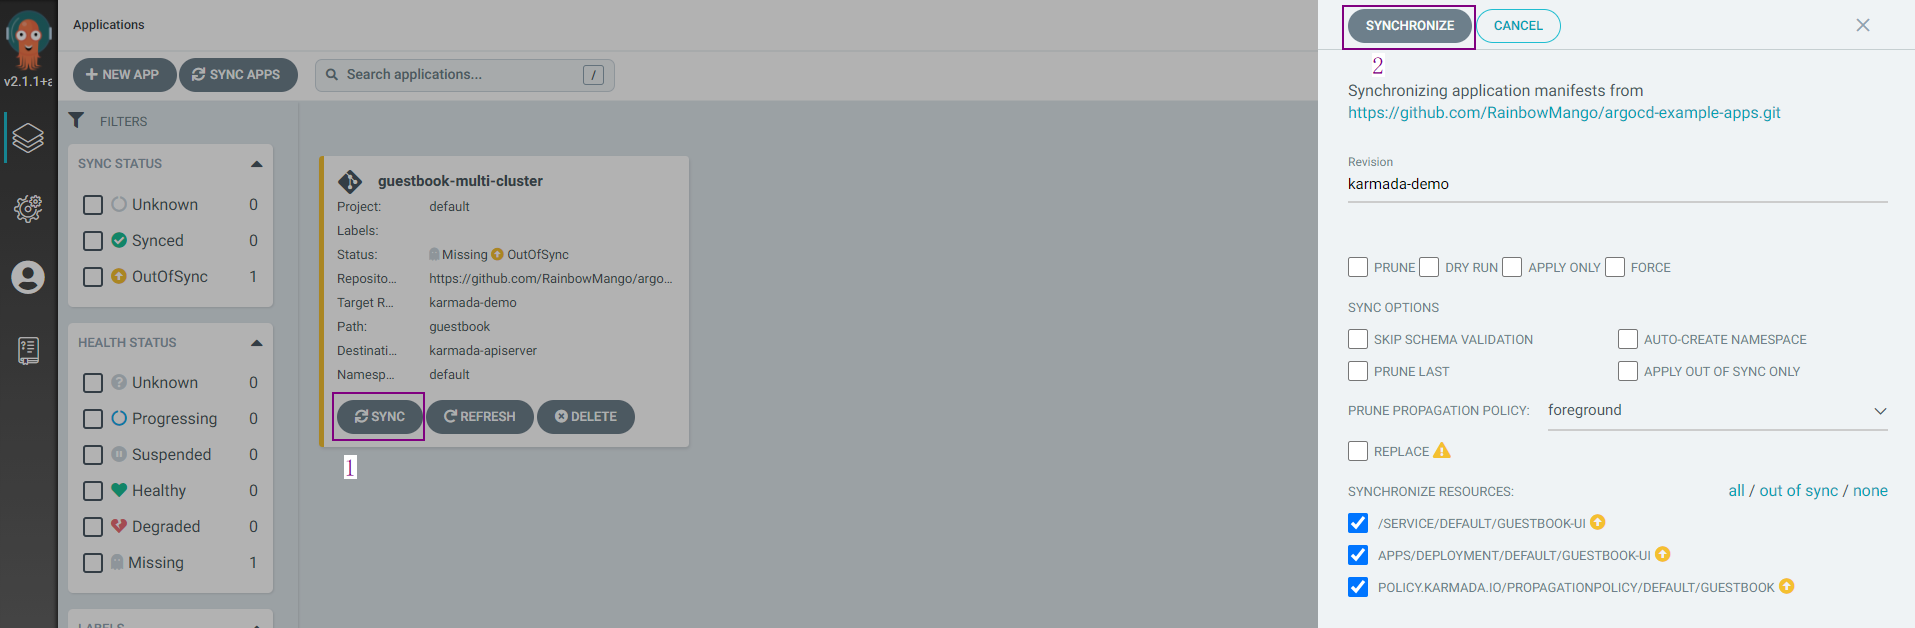 v2.1.1+a
Applications
NEW APP
SYNC APPS
Search applications...
/
FILTERS
SYNC STATUS
Unknown 0
Synced 0
OutOfSync 1
HEALTH STATUS
Unknown 0
Progressing 0
Suspended 0
Healthy 0
Degraded 0
Missing 1
LABELS
guestbook-multi-cluster
Project: default
Labels:
Status: Missing OutOfSync
Reposito... https://github.com/RainbowMango/argo...
Target R... karmada-demo
Path: guestbook
Destinati... karmada-apiserver
Namesp... default
SYNC
REFRESH
DELETE
1
SYNCHRONIZE
CANCEL
2
Synchronizing application manifests from
https://github.com/RainbowMango/argocd-example-apps.git
Revision
karmada-demo
PRUNE DRY RUN APPLY ONLY FORCE
SYNC OPTIONS
SKIP SCHEMA VALIDATION AUTO-CREATE NAMESPACE
PRUNE LAST APPLY OUT OF SYNC ONLY
PRUNE PROPAGATION POLICY: foreground
REPLACE
SYNCHRONIZE RESOURCES: all / out of sync / none
/SERVICE/DEFAULT/GUESTBOOK-UI
APPS/DEPLOYMENT/DEFAULT/GUESTBOOK-UI
POLICY.KARMADA.IO/PROPAGATIONPOLICY/DEFAULT/GUESTBOOK